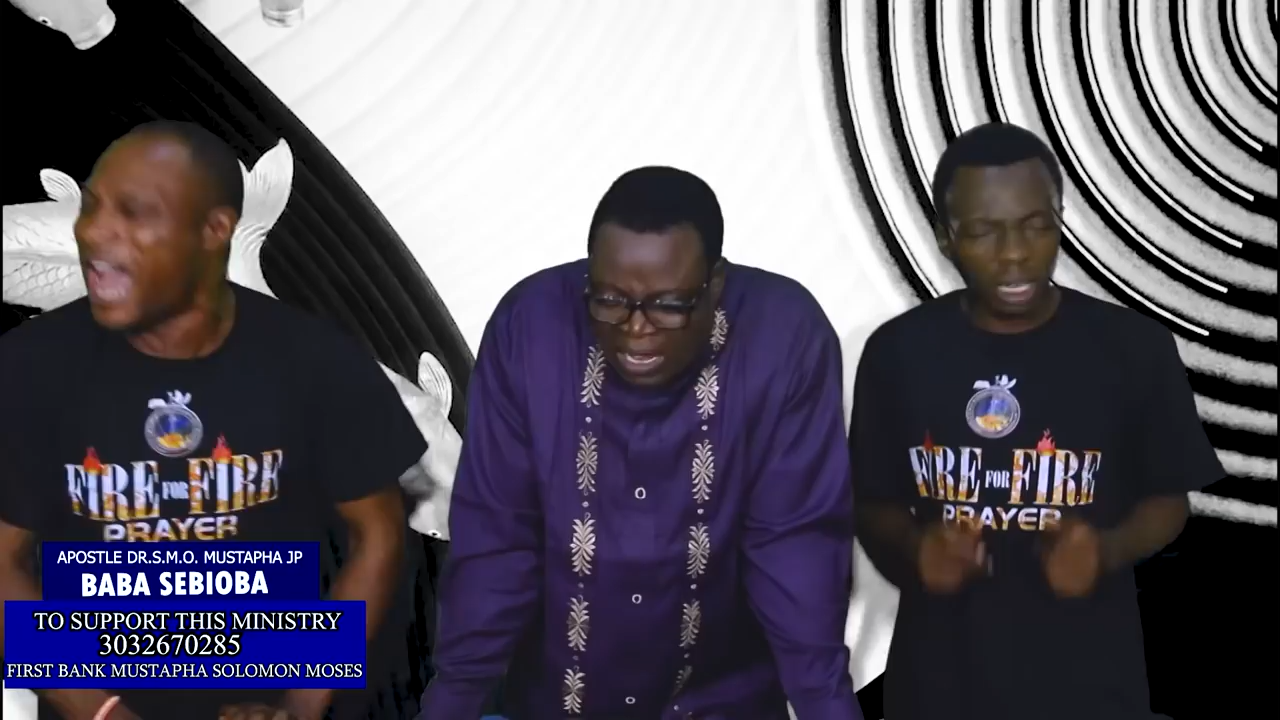 FIRE FOR FIRE
PRAYER
FIRE FOR FIRE
PRAYER
APOSTLE DR.S.M.O. MUSTAPHA JP
BABA SEBIOBA
TO SUPPORT THIS MINISTRY
3032670285
FIRST BANK MUSTAPHA SOLOMON MOSES